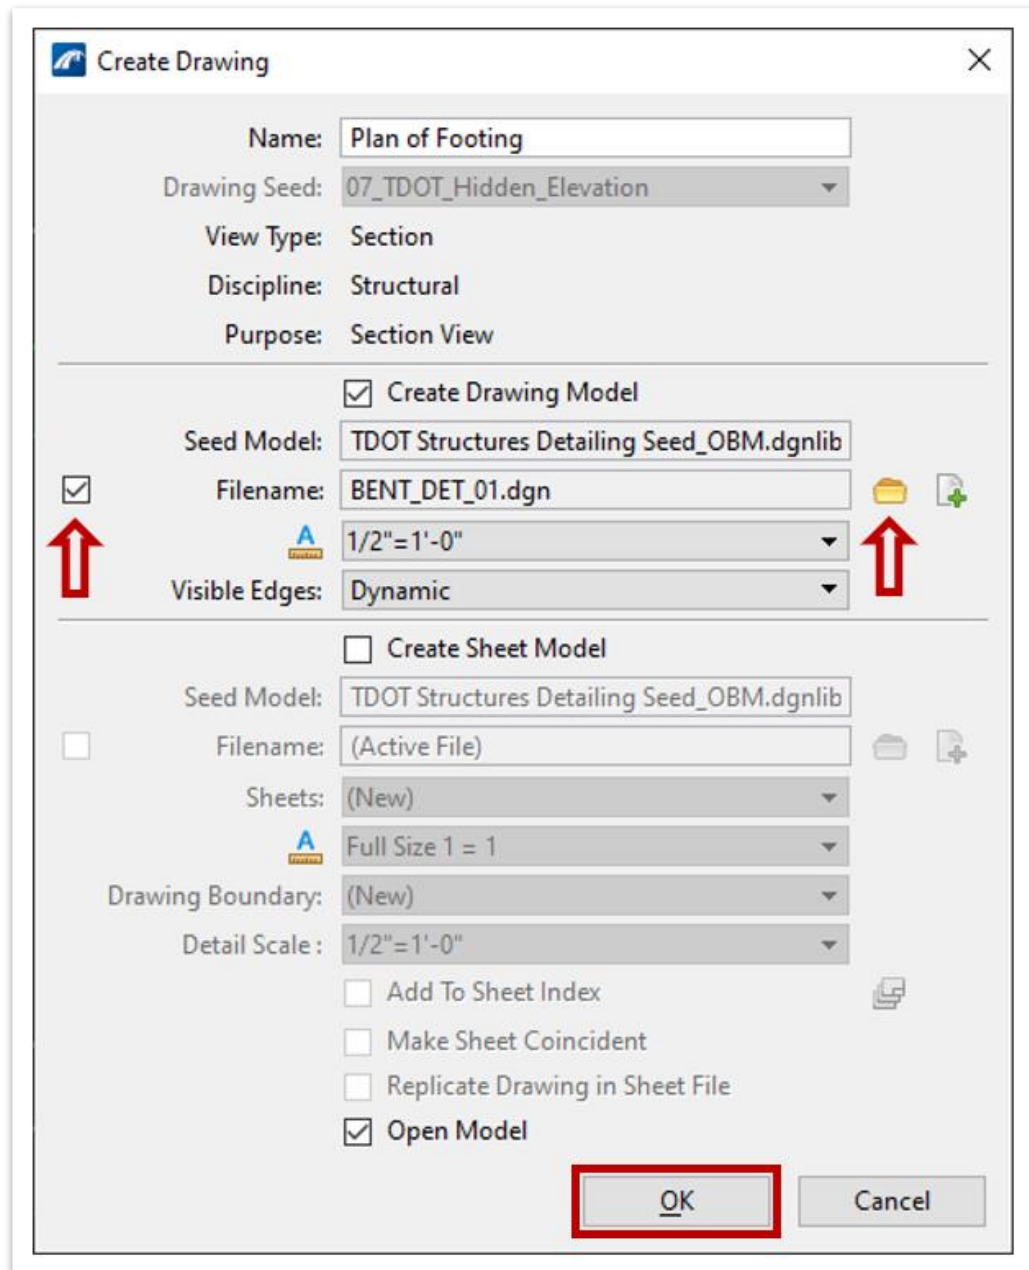 Create Drawing
Name: Plan of Footing
Drawing Seed: 07_TDOT_Hidden_Elevation
View Type: Section
Discipline: Structural
Purpose: Section View
Create Drawing Model
Seed Model: TDOT Structures Detailing Seed_OBM.dgnlib
Filename: BENT_DET_01.dgn
A 1/2"=1'-0"
Visible Edges: Dynamic
Create Sheet Model
Seed Model: TDOT Structures Detailing Seed_OBM.dgnlib
Filename: (Active File)
Sheets: (New)
A Full Size 1 = 1
Drawing Boundary: (New)
Detail Scale : 1/2"=1'-0"
Add To Sheet Index
Make Sheet Coincident
Replicate Drawing in Sheet File
Open Model
OK Cancel